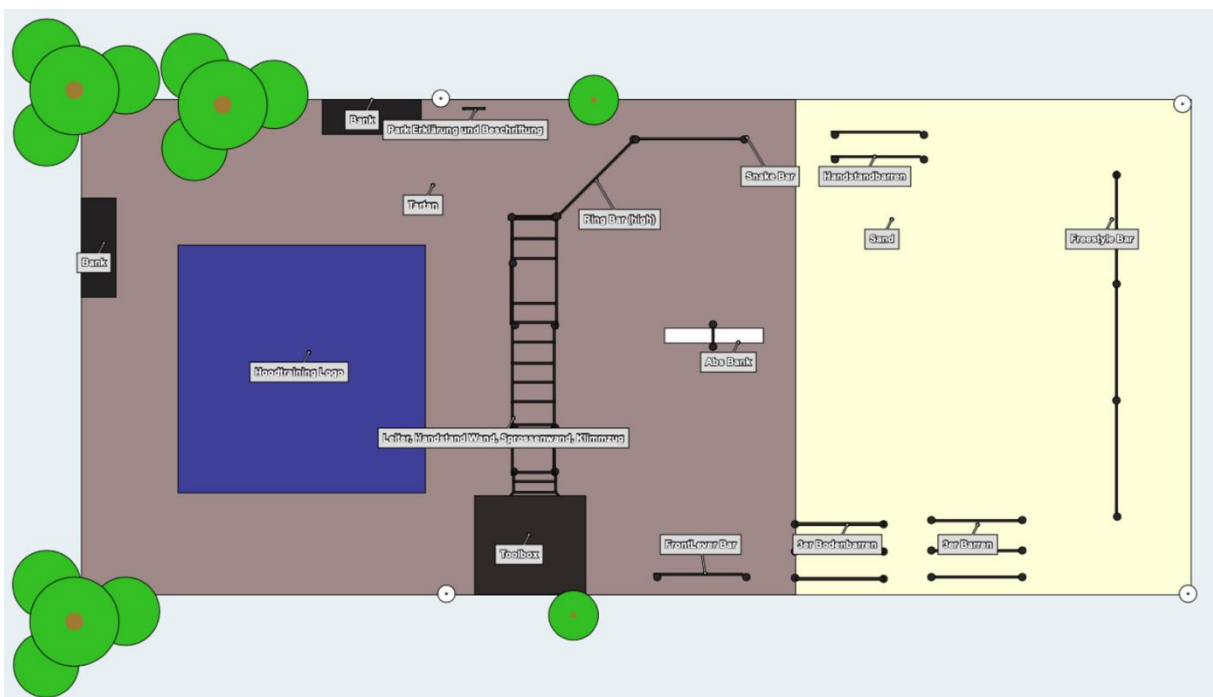 Bank
Park Erklärung und Beschriftung
Snake Bar
Handstandbarren
Tartan
Ring Bar (high)
Sand
Freestyle Bar
Bank
Abs Bank
Hoodtraining Logo
Leiter, Handstand Wand, Sprossenwand, Klimmzug
Toolbox
FrontLever Bar
3er Bodenbarren
3er Barren